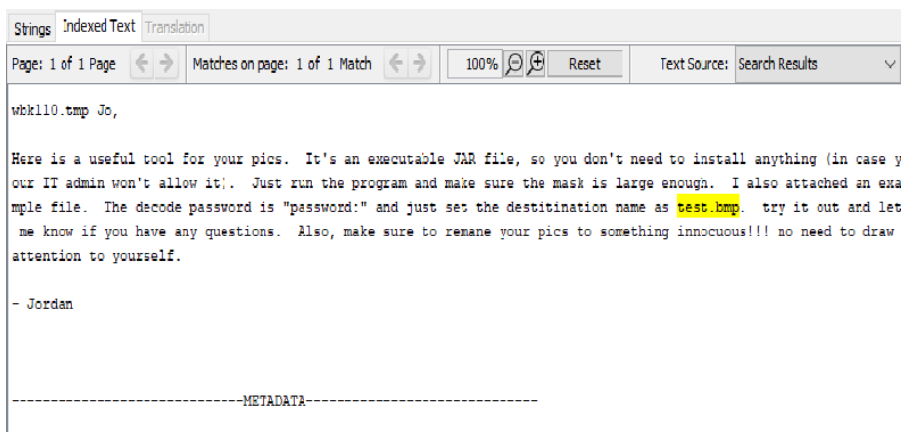 Strings Indexed Text Translation
Page: 1 of 1 Page Matches on page: 1 of 1 Match 100% Reset Text Source: Search Results
wbk110.tmp Jo,
Here is a useful tool for your pics. It's an executable JAR file, so you don't need to install anything (in case y
our IT admin won't allow it). Just run the program and make sure the mask is large enough. I also attached an exa
mple file. The decode password is "password:" and just set the destitination name as test.bmp. try it out and let
me know if you have any questions. Also, make sure to remane your pics to something innocuous!!! no need to draw
attention to yourself.
- Jordan
------------------------------METADATA------------------------------